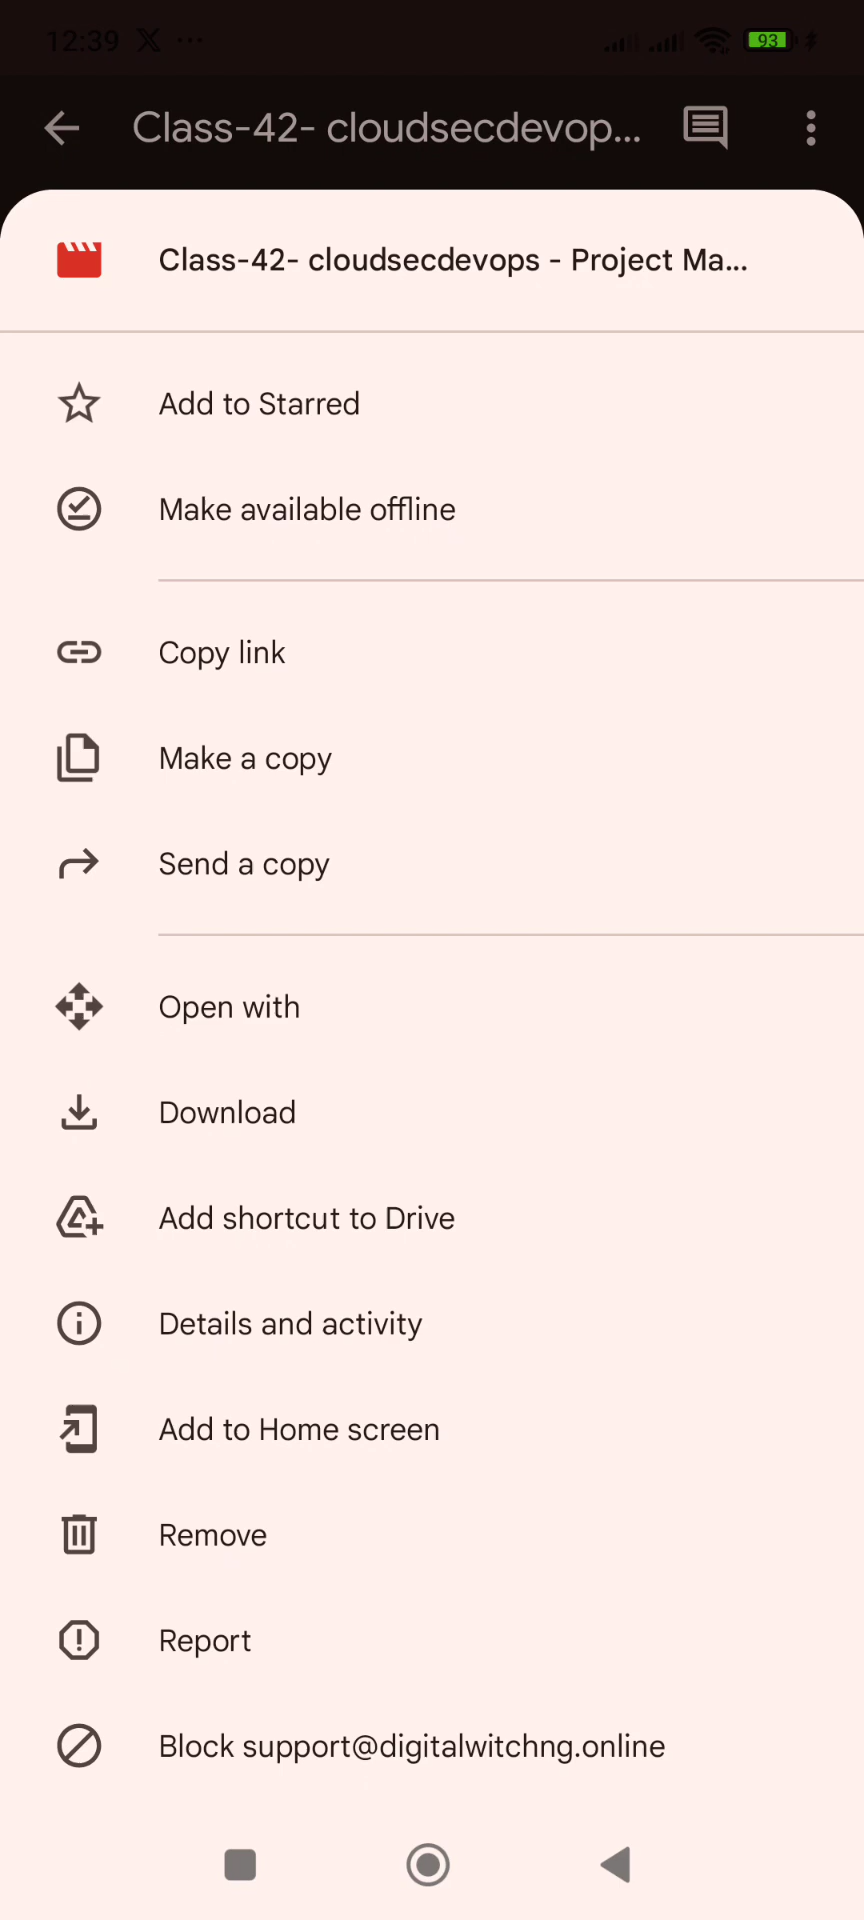 12:39 X ...
93
Class-42- cloudsecdevop...
Class-42- cloudsecdevops - Project Ma...
Add to Starred
Make available offline
Copy link
Make a copy
Send a copy
Open with
Download
Add shortcut to Drive
Details and activity
Add to Home screen
Remove
Report
Block support@digitalwitchng.online